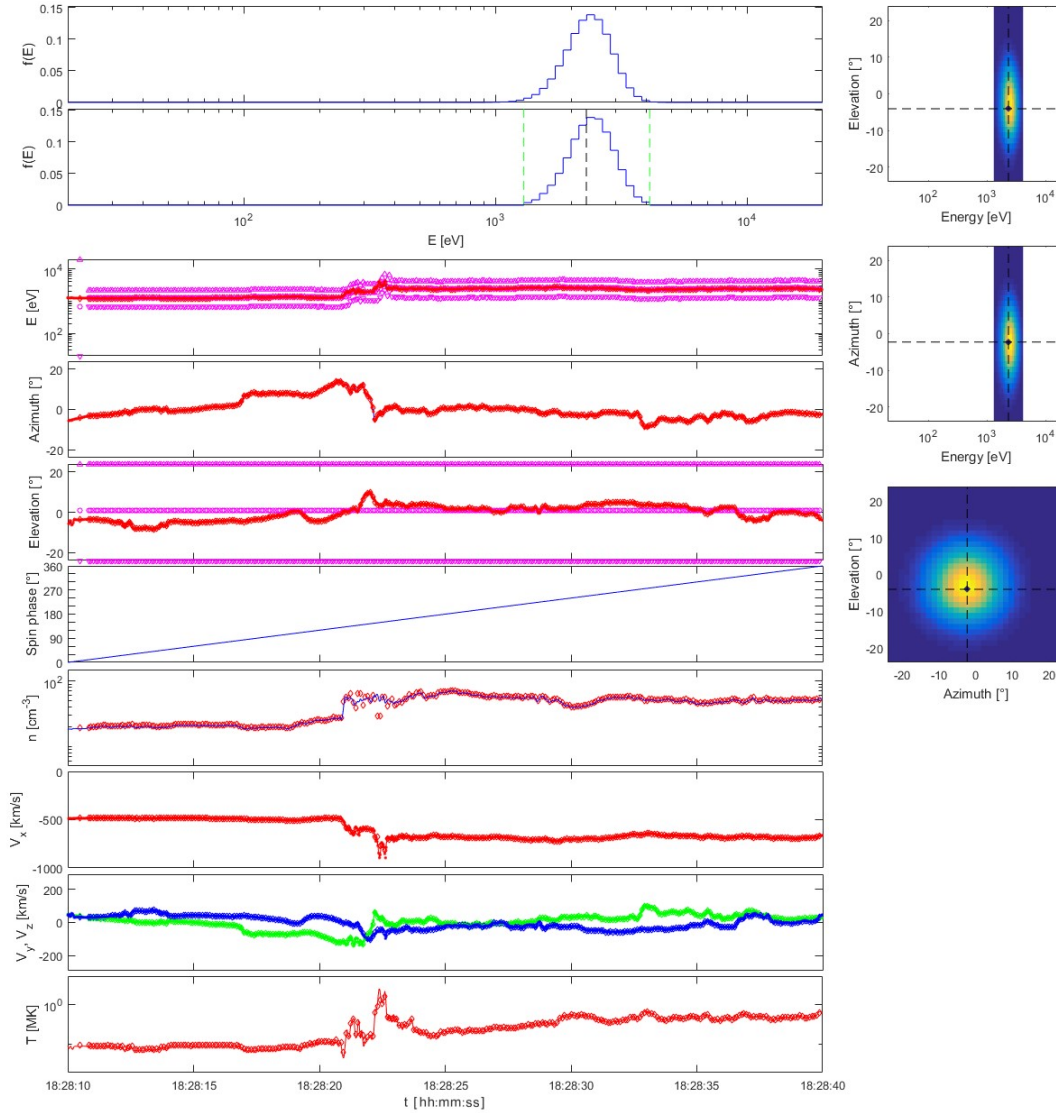 0.15
0.1
0.05
0
f(E)
0.15
0.1
0.05
0
f(E)
10² 10³ 10⁴
E [eV]
10⁴
10²
E [eV]
20
0
-20
Azimuth [°]
20
0
-20
Elevation [°]
360
270
180
90
0
Spin phase [°]
10²
n [cm⁻³]
0
-500
-1000
Vₓ [km/s]
200
0
-200
V_y, V_z [km/s]
10⁰
T [MK]
18:28:10 18:28:15 18:28:20 18:28:25 18:28:30 18:28:35 18:28:40
t [hh:mm:ss]
20
10
0
-10
-20
Elevation [°]
10² 10³ 10⁴
Energy [eV]
20
10
0
-10
-20
Azimuth [°]
10² 10³ 10⁴
Energy [eV]
20
10
0
-10
-20
Elevation [°]
-20 -10 0 10 20
Azimuth [°]